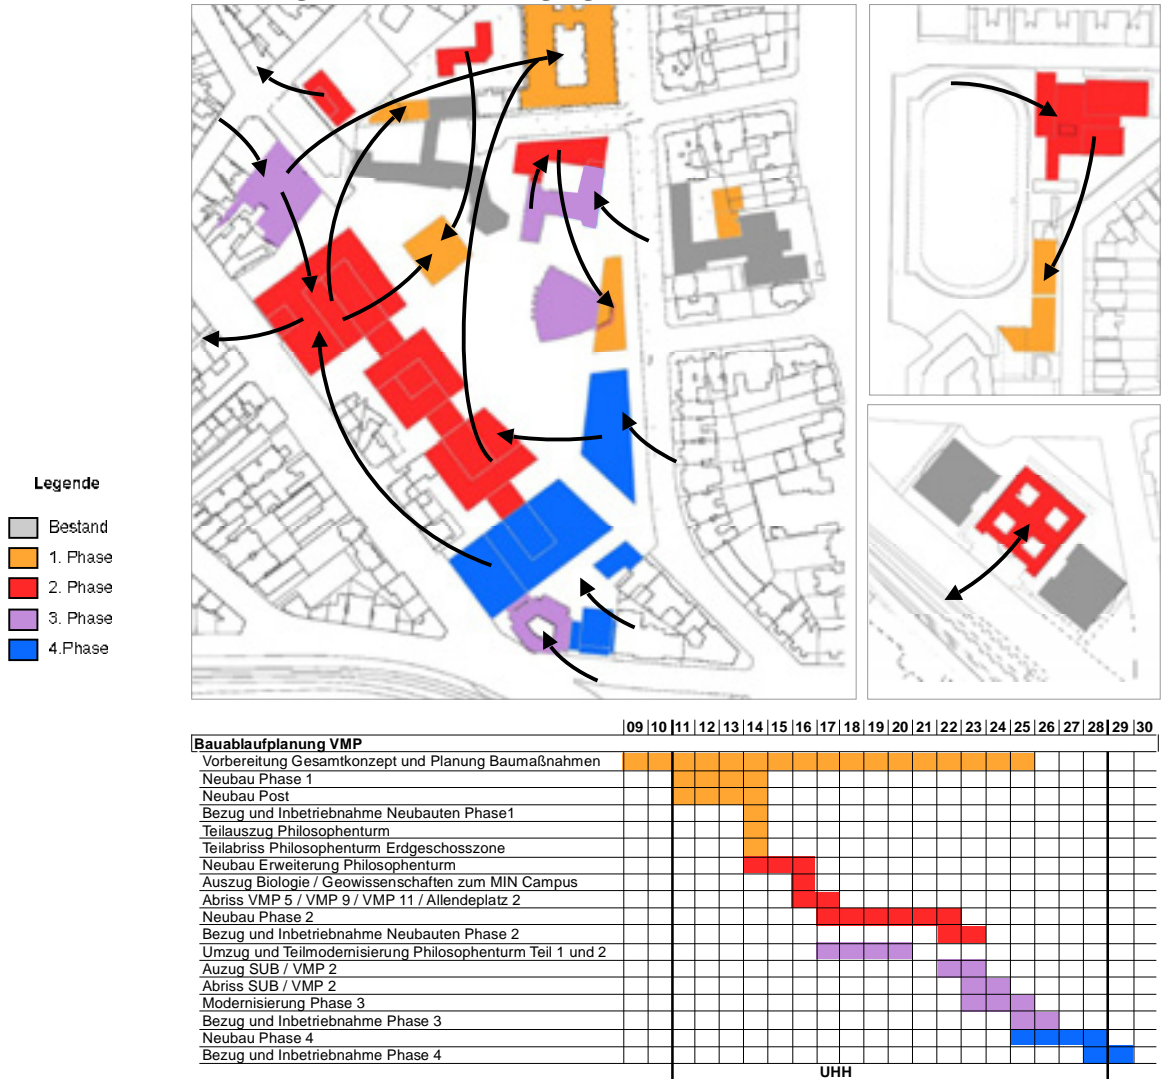 Legende
Bestand
1. Phase
2. Phase
3. Phase
4.Phase
09 10 11 12 13 14 15 16 17 18 19 20 21 22 23 24 25 26 27 28 29 30
Bauablaufplanung VMP
Vorbereitung Gesamtkonzept und Planung Baumaßnahmen
Neubau Phase 1
Neubau Post
Bezug und Inbetriebnahme Neubauten Phase1
Teilauszug Philosophenturm
Teilabriss Philosophenturm Erdgeschosszone
Neubau Erweiterung Philosophenturm
Auszug Biologie / Geowissenschaften zum MIN Campus
Abriss VMP 5 / VMP 9 / VMP 11 / Allendeplatz 2
Neubau Phase 2
Bezug und Inbetriebnahme Neubauten Phase 2
Umzug und Teilmodernisierung Philosophenturm Teil 1 und 2
Auzug SUB / VMP 2
Abriss SUB / VMP 2
Modernisierung Phase 3
Bezug und Inbetriebnahme Phase 3
Neubau Phase 4
Bezug und Inbetriebnahme Phase 4
UHH